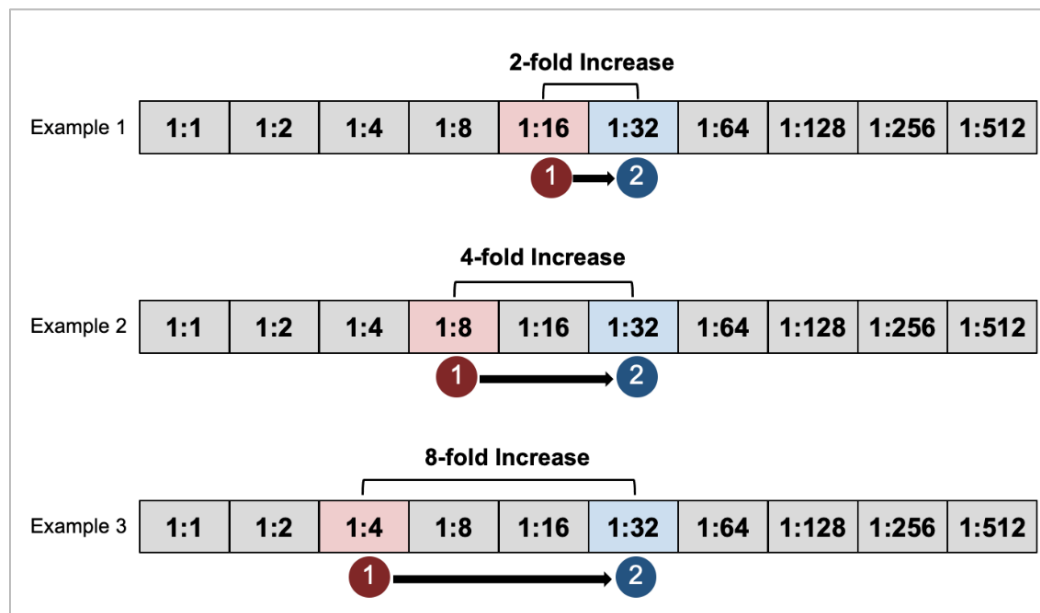 2-fold Increase
Example 1 1:1 1:2 1:4 1:8 1:16 1:32 1:64 1:128 1:256 1:512
1 2
4-fold Increase
Example 2 1:1 1:2 1:4 1:8 1:16 1:32 1:64 1:128 1:256 1:512
1 2
8-fold Increase
Example 3 1:1 1:2 1:4 1:8 1:16 1:32 1:64 1:128 1:256 1:512
1 2